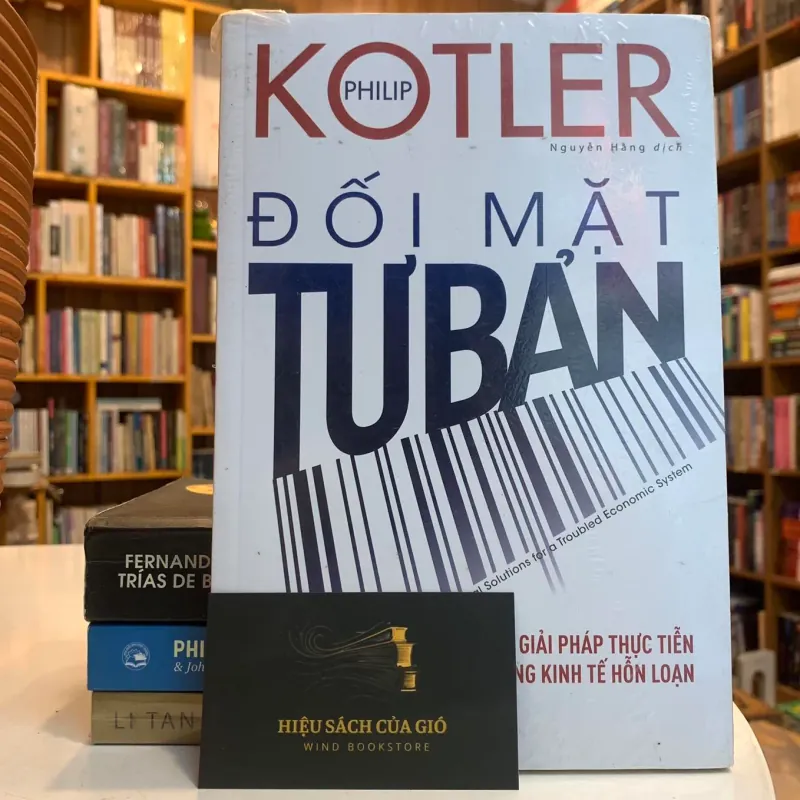 KOTLER
PHILIP
Nguyễn Hằng dịch
ĐỐI MẶT
TƯ BẢN
Solutions for a Troubled Economic System
GIẢI PHÁP THỰC TIỄN
KINH TẾ HỖN LOẠN
FERNAND
TRÍAS DE B
PHI
& Joh
LI TAN
HIỆU SÁCH CỦA GIÓ
WIND BOOKSTORE